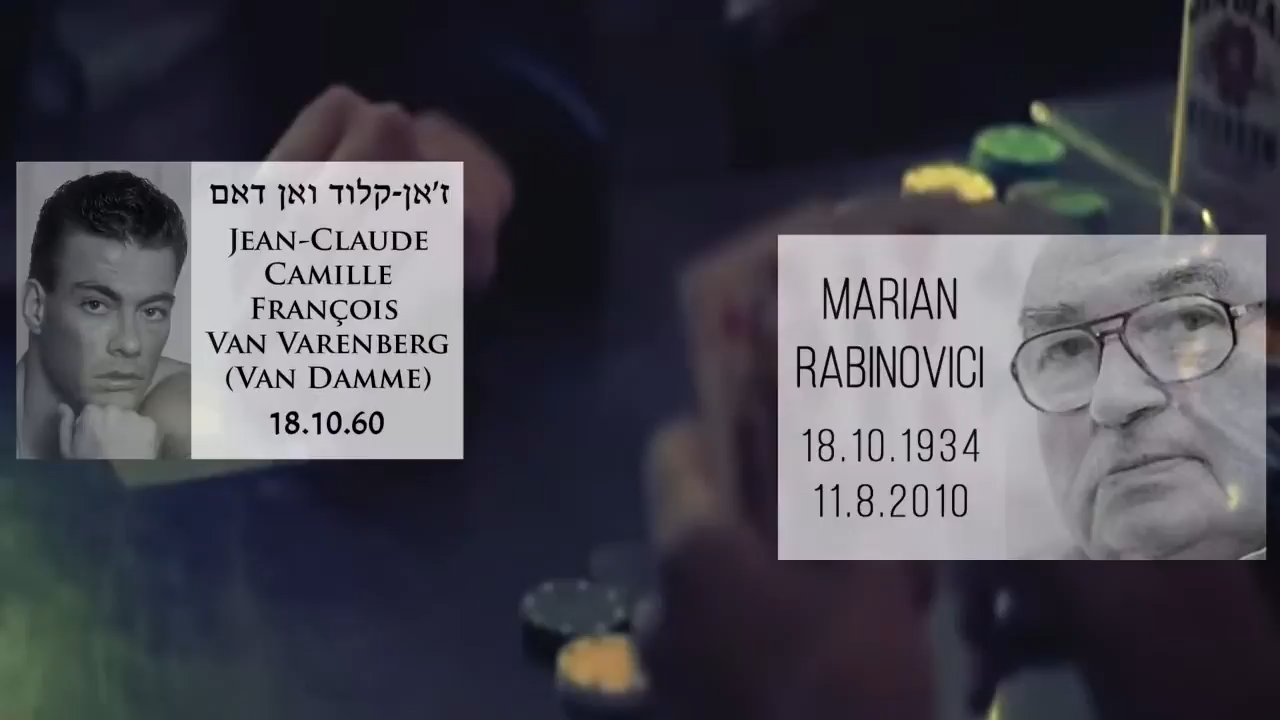 ז'אן-קלוד ואן דאם
JEAN-CLAUDE
CAMILLE
FRANÇOIS
VAN VARENBERG
(VAN DAMME)
18.10.60
MARIAN
RABINOVICI
18.10.1934
11.8.2010